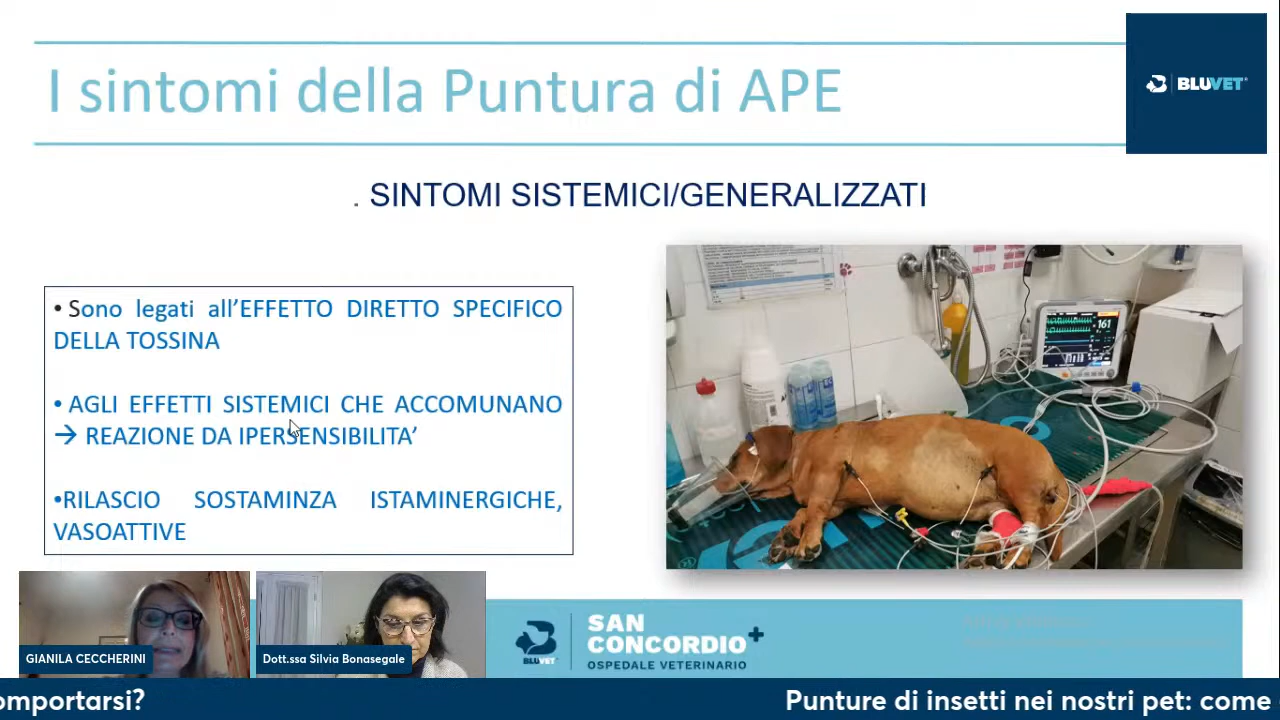 I sintomi della Puntura di APE
BLUVET
. SINTOMI SISTEMICI/GENERALIZZATI
• Sono legati all'EFFETTO DIRETTO SPECIFICO
DELLA TOSSINA
• AGLI EFFETTI SISTEMICI CHE ACCOMUNANO
→ REAZIONE DA IPERSENSIBILITA'
•RILASCIO SOSTAMINZA ISTAMINERGICHE,
VASOATTIVE
161
GIANILA CECCHERINI
Dott.ssa Silvia Bonasegale
BLUVET
SAN
CONCORDIO+
OSPEDALE VETERINARIO
omportarsi?
Punture di insetti nei nostri pet: come